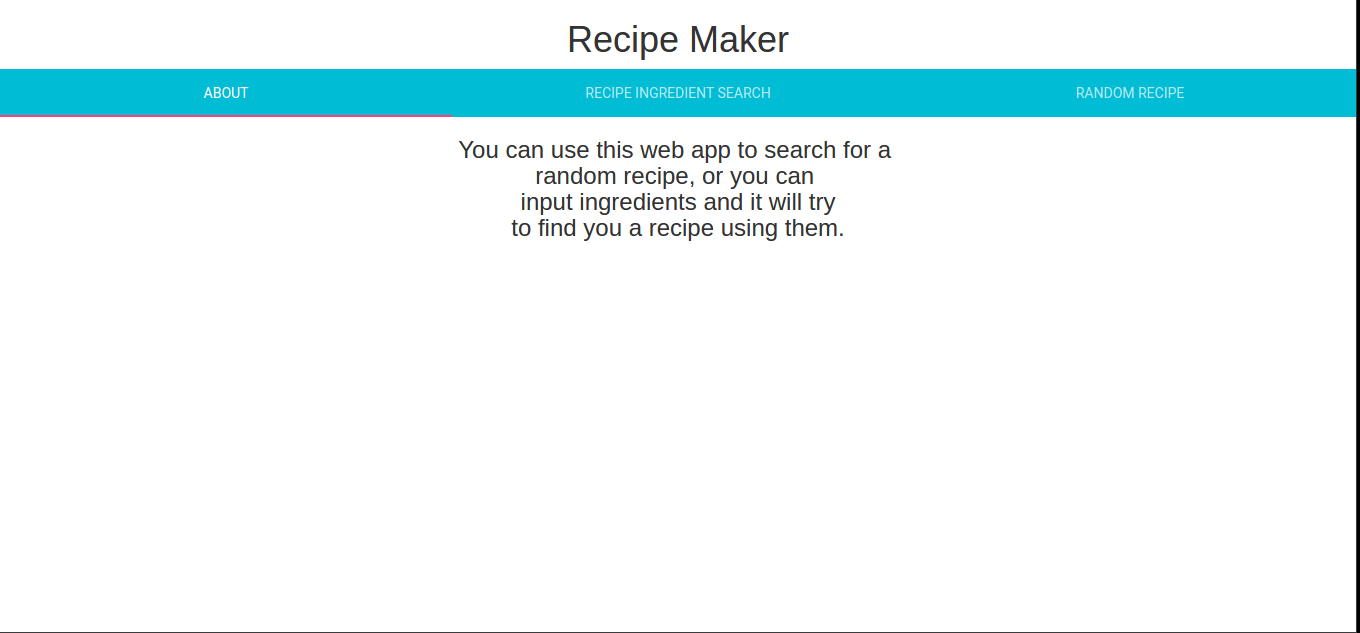 Recipe Maker
ABOUT
RECIPE INGREDIENT SEARCH
RANDOM RECIPE
You can use this web app to search for a
random recipe, or you can
input ingredients and it will try
to find you a recipe using them.